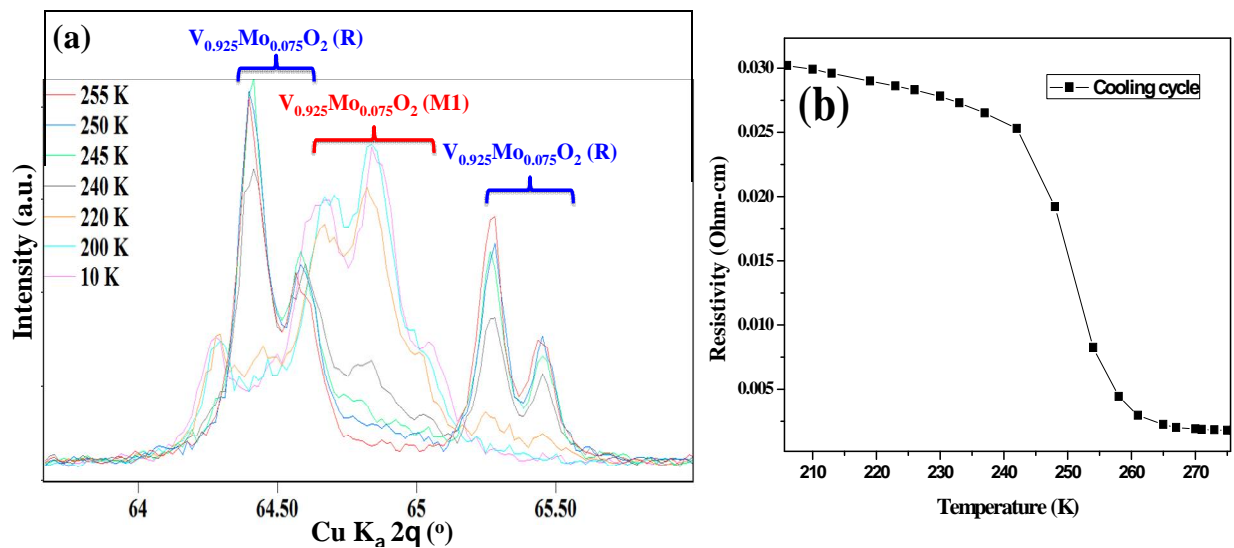 (a)
V0.925Mo0.075O2 (R)
V0.925Mo0.075O2 (M1)
V0.925Mo0.075O2 (R)
255 K
250 K
245 K
240 K
220 K
200 K
10 K
Intensity (a.u.)
64 64.50 65 65.50
Cu Ka 2q (o)
(b)
Cooling cycle
Resistivity (Ohm-cm)
0.030
0.025
0.020
0.015
0.010
0.005
210 220 230 240 250 260 270
Temperature (K)